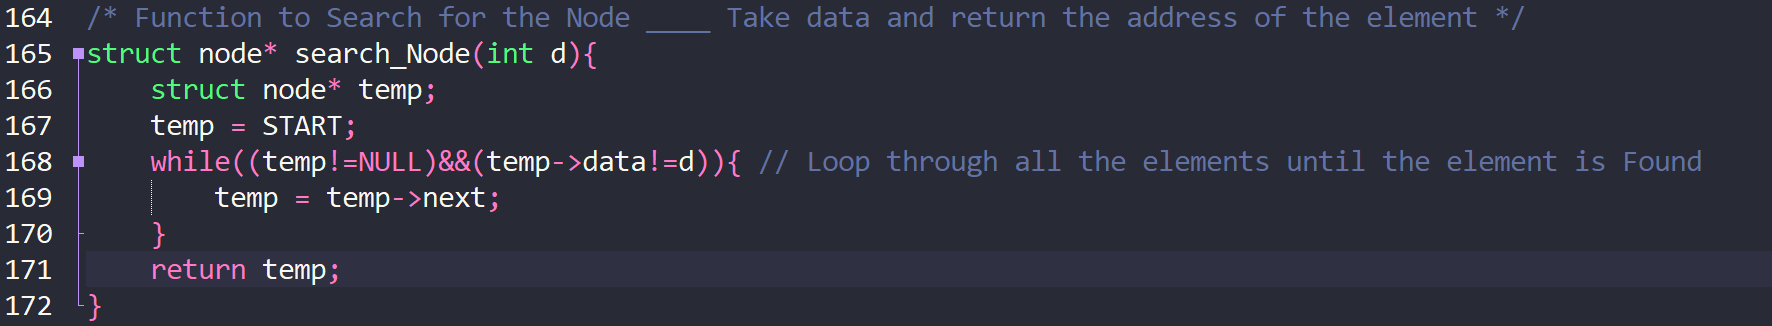 164 /* Function to Search for the Node ____ Take data and return the address of the element */
165 struct node* search_Node(int d){
166     struct node* temp;
167     temp = START;
168     while((temp!=NULL)&&(temp->data!=d)){ // Loop through all the elements until the element is Found
169         temp = temp->next;
170     }
171     return temp;
172 }